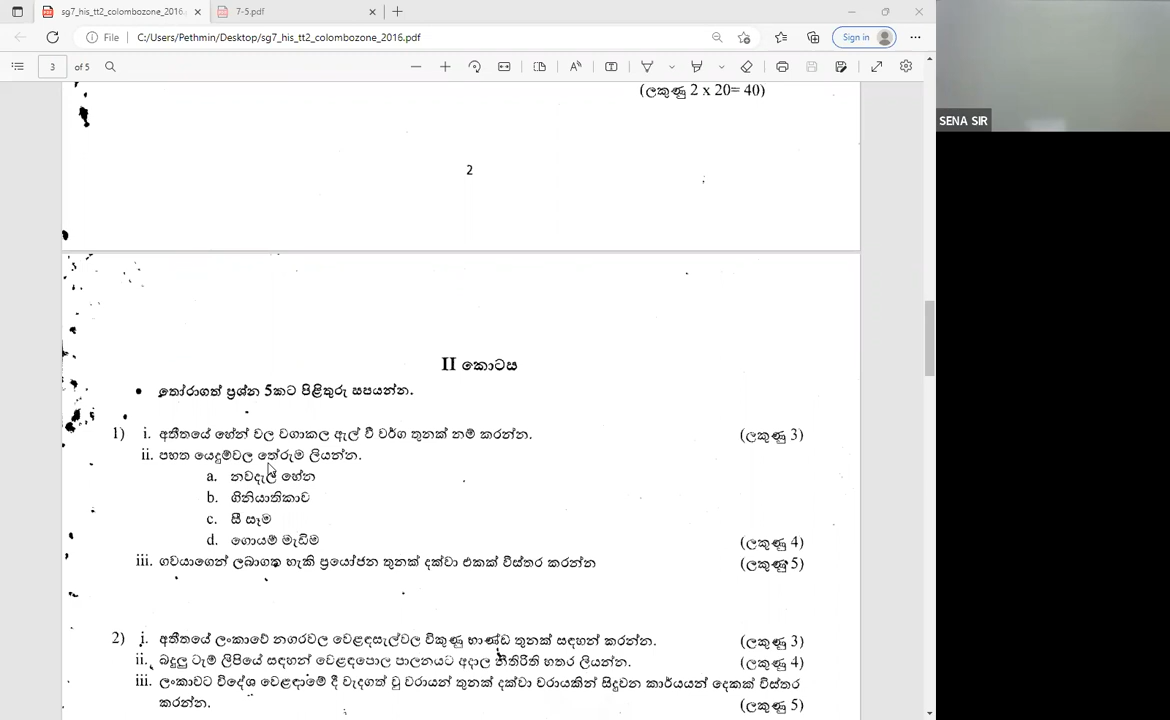 sg7_his_tt2_colombozone_2016.
7-5.pdf
File
C:/Users/Pethmin/Desktop/sg7_his_tt2_colombozone_2016.pdf
Sign in
3 of 5
(ලකුණු 2 x 20= 40)
SENA SIR
2
II කොටස
• තෝරාගත් ප්‍රශ්න 5කට පිළිතුරු සපයන්න.
1) i. අතීතයේ හේන් වල වගාකල ඇල් වී වර්ග තුනක් නම් කරන්න. (ලකුණු 3)
ii. පහත යෙදුම්වල තේරුම ලියන්න.
a. නවදැලි හේන
b. ගිනියාතිකාව
c. සී සෑම
d. ගොයම් මැඩීම (ලකුණු 4)
iii. ගවයාගෙන් ලබාගත හැකි ප්‍රයෝජන තුනක් දක්වා එකක් විස්තර කරන්න (ලකුණු 5)
2) i. අතීතයේ ලංකාවේ නගරවල වෙළඳසැල්වල විකුණු භාණ්ඩ තුනක් සඳහන් කරන්න. (ලකුණු 3)
ii. බදුලු ටැම් ලිපියේ සඳහන් වෙළඳපොල පාලනයට අදාල නීතිරීති හතර ලියන්න. (ලකුණු 4)
iii. ලංකාවට විදේශ වෙළඳාමේ දී වැදගත් වූ වරායන් තුනක් දක්වා වරායකින් සිදුවන කාර්යයන් දෙකක් විස්තර
කරන්න. (ලකුණු 5)